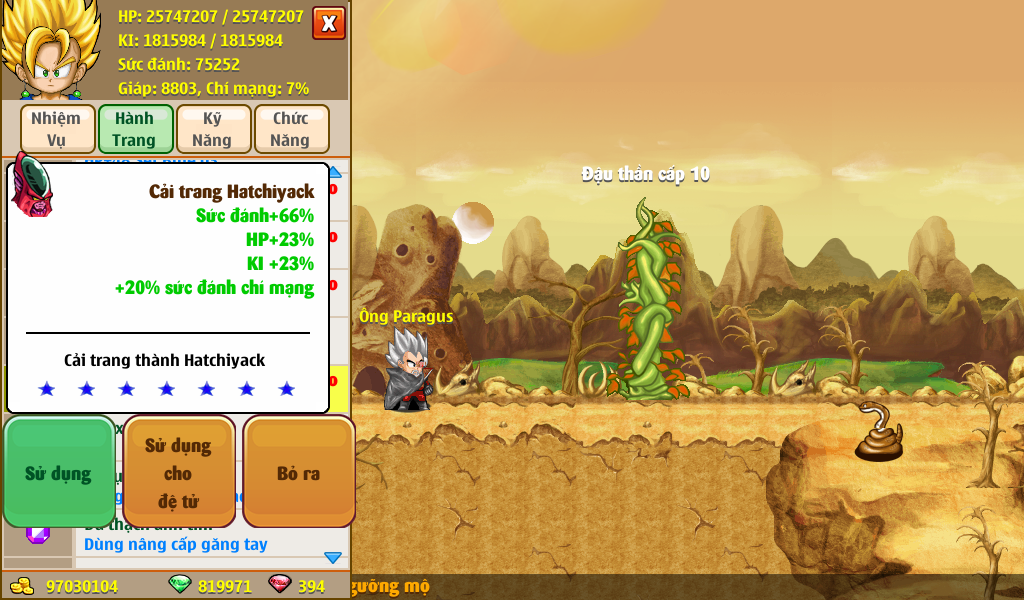 HP: 25747207 / 25747207
KI: 1815984 / 1815984
Sức đánh: 75252
Giáp: 8803, Chí mạng: 7%
X
Nhiệm
Vụ
Hành
Trang
Kỹ
Năng
Chức
Năng
Cải trang Hatchiyack
Sức đánh+66%
HP+23%
KI +23%
+20% sức đánh chí mạng
Cải trang thành Hatchiyack
Sử dụng
Sử dụng
cho
đệ tử
Bỏ ra
Dùng nâng cấp găng tay
97030104
819971
394
Đậu thần cấp 10
Ông Paragus
gưỡng mộ